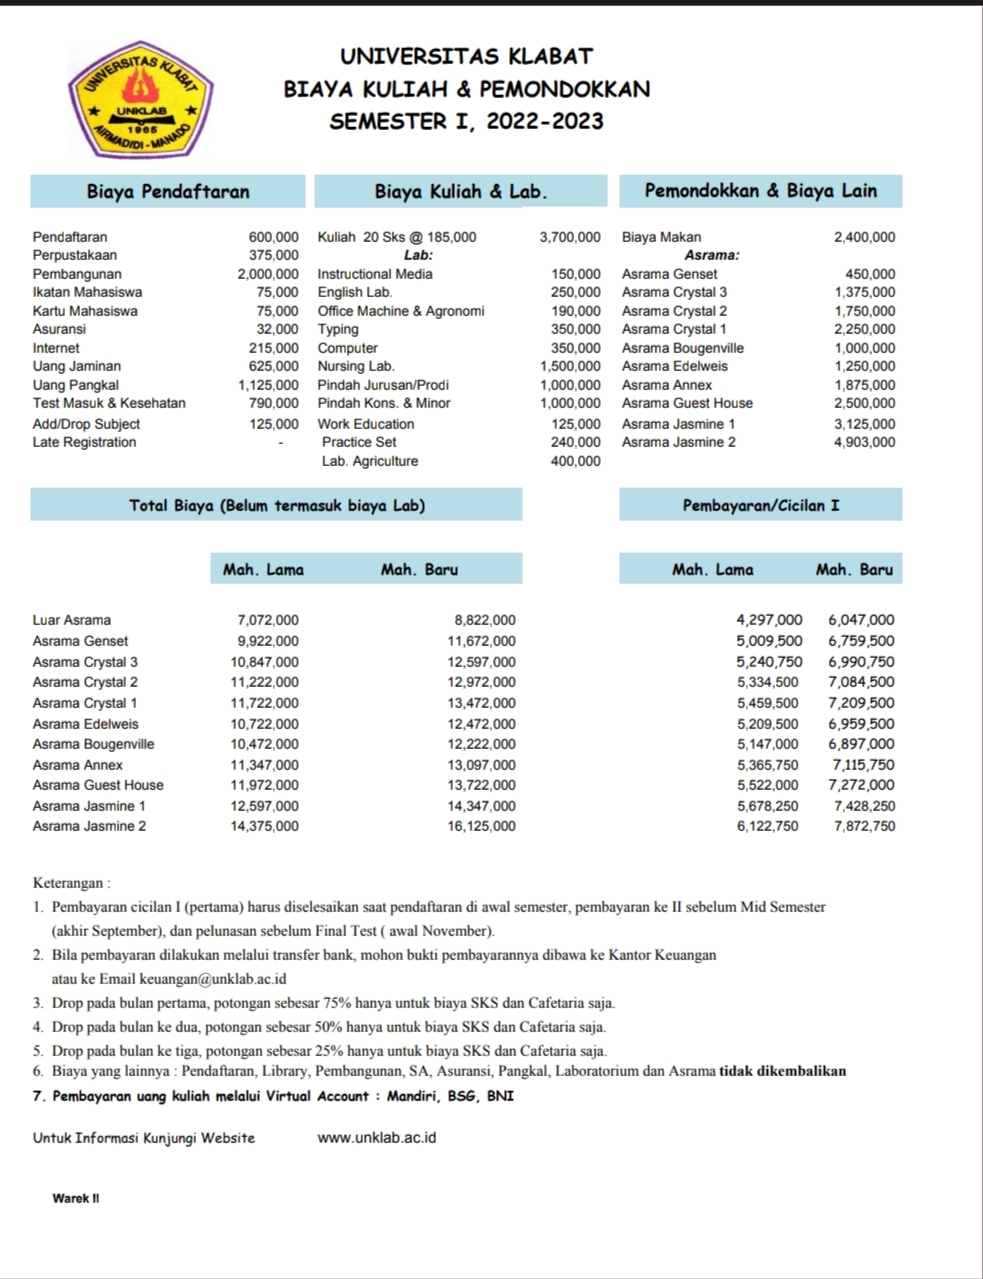 UNIVERSITAS KLABAT
UNKLAB
1965
AIRMADIDI - MANADO
UNIVERSITAS KLABAT
BIAYA KULIAH & PEMONDOKKAN
SEMESTER I, 2022-2023
Biaya Pendaftaran
Pendaftaran 600,000
Perpustakaan 375,000
Pembangunan 2,000,000
Ikatan Mahasiswa 75,000
Kartu Mahasiswa 75,000
Asuransi 32,000
Internet 215,000
Uang Jaminan 625,000
Uang Pangkal 1,125,000
Test Masuk & Kesehatan 790,000
Add/Drop Subject 125,000
Late Registration -
Biaya Kuliah & Lab.
Kuliah 20 Sks @ 185,000 3,700,000
Lab:
Instructional Media 150,000
English Lab. 250,000
Office Machine & Agronomi 190,000
Typing 350,000
Computer 350,000
Nursing Lab. 1,500,000
Pindah Jurusan/Prodi 1,000,000
Pindah Kons. & Minor 1,000,000
Work Education 125,000
Practice Set 240,000
Lab. Agriculture 400,000
Pemondokkan & Biaya Lain
Biaya Makan 2,400,000
Asrama:
Asrama Genset 450,000
Asrama Crystal 3 1,375,000
Asrama Crystal 2 1,750,000
Asrama Crystal 1 2,250,000
Asrama Bougenville 1,000,000
Asrama Edelweis 1,250,000
Asrama Annex 1,875,000
Asrama Guest House 2,500,000
Asrama Jasmine 1 3,125,000
Asrama Jasmine 2 4,903,000
Total Biaya (Belum termasuk biaya Lab) Pembayaran/Cicilan I
Mah. Lama Mah. Baru Mah. Lama Mah. Baru
Luar Asrama 7,072,000 8,822,000 4,297,000 6,047,000
Asrama Genset 9,922,000 11,672,000 5,009,500 6,759,500
Asrama Crystal 3 10,847,000 12,597,000 5,240,750 6,990,750
Asrama Crystal 2 11,222,000 12,972,000 5,334,500 7,084,500
Asrama Crystal 1 11,722,000 13,472,000 5,459,500 7,209,500
Asrama Edelweis 10,722,000 12,472,000 5,209,500 6,959,500
Asrama Bougenville 10,472,000 12,222,000 5,147,000 6,897,000
Asrama Annex 11,347,000 13,097,000 5,365,750 7,115,750
Asrama Guest House 11,972,000 13,722,000 5,522,000 7,272,000
Asrama Jasmine 1 12,597,000 14,347,000 5,678,250 7,428,250
Asrama Jasmine 2 14,375,000 16,125,000 6,122,750 7,872,750
Keterangan :
1. Pembayaran cicilan I (pertama) harus diselesaikan saat pendaftaran di awal semester, pembayaran ke II sebelum Mid Semester
(akhir September), dan pelunasan sebelum Final Test ( awal November).
2. Bila pembayaran dilakukan melalui transfer bank, mohon bukti pembayarannya dibawa ke Kantor Keuangan
atau ke Email keuangan@unklab.ac.id
3. Drop pada bulan pertama, potongan sebesar 75% hanya untuk biaya SKS dan Cafetaria saja.
4. Drop pada bulan ke dua, potongan sebesar 50% hanya untuk biaya SKS dan Cafetaria saja.
5. Drop pada bulan ke tiga, potongan sebesar 25% hanya untuk biaya SKS dan Cafetaria saja.
6. Biaya yang lainnya : Pendaftaran, Library, Pembangunan, SA, Asuransi, Pangkal, Laboratorium dan Asrama tidak dikembalikan
7. Pembayaran uang kuliah melalui Virtual Account : Mandiri, BSG, BNI
Untuk Informasi Kunjungi Website www.unklab.ac.id
Warek II